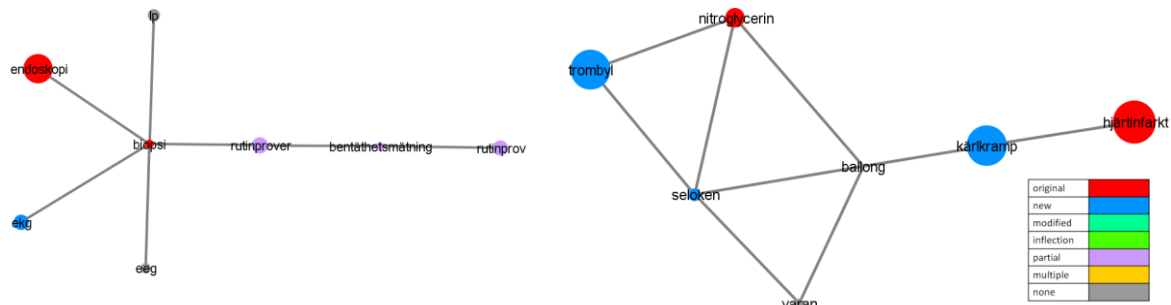 lp
endoskopi
biopsi
rutinprover
bentäthetsmätning
rutinprov
ekg
eeg
nitroglycerin
trombyl
hjärtinfarkt
kärlkramp
ballong
seloken
varan
original
new
modified
inflection
partial
multiple
none